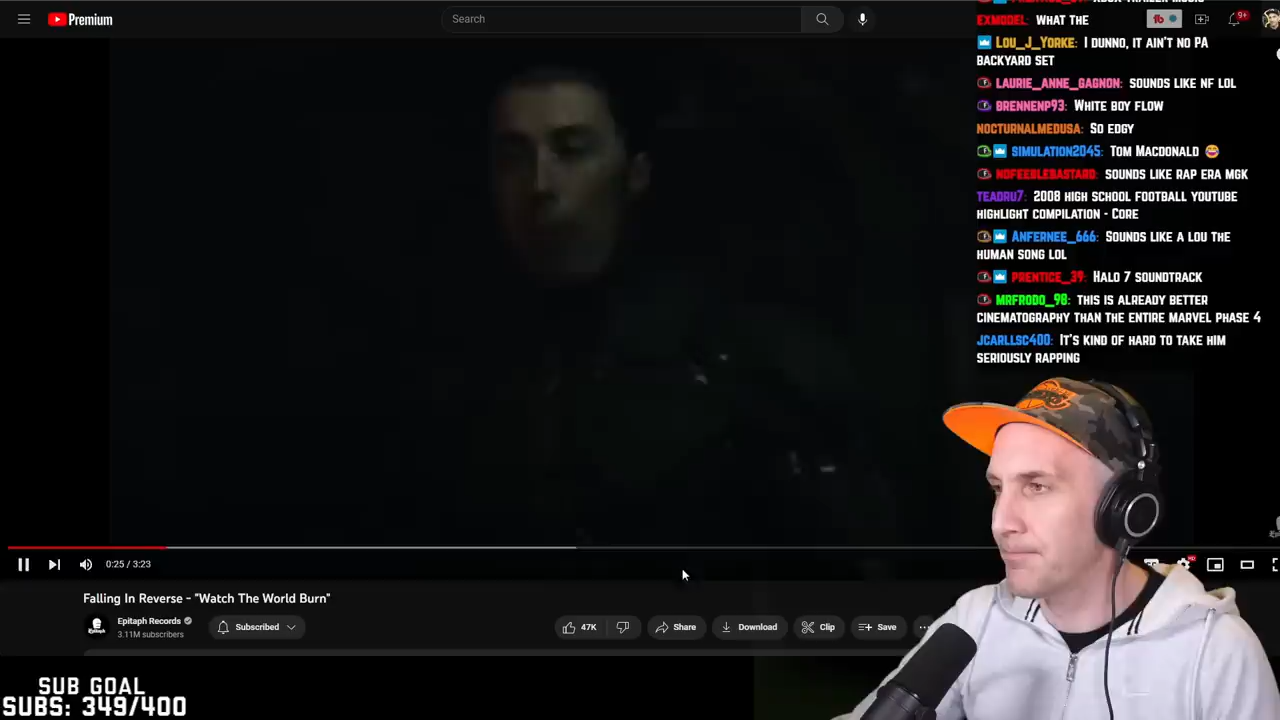 Premium
Search
9+
EXMODEL: WHAT THE
LOU_J_YORKE: I DUNNO, IT AIN'T NO PA
BACKYARD SET
LAURIE_ANNE_GAGNON: SOUNDS LIKE NF LOL
BRENNENP93: WHITE BOY FLOW
NOCTURNALMEDUSA: SO EDGY
SIMULATION2045: TOM MACDONALD 😂
NOFEEBLEBASTARD: SOUNDS LIKE RAP ERA MGK
TEADRU7: 2008 HIGH SCHOOL FOOTBALL YOUTUBE
HIGHLIGHT COMPILATION - CORE
ANFERNEE_666: SOUNDS LIKE A LOU THE
HUMAN SONG LOL
PRENTICE_39: HALO 7 SOUNDTRACK
MRFRODO_98: THIS IS ALREADY BETTER
CINEMATOGRAPHY THAN THE ENTIRE MARVEL PHASE 4
JCARLLSC400: IT'S KIND OF HARD TO TAKE HIM
SERIOUSLY RAPPING
0:25 / 3:23
HD
Falling In Reverse - "Watch The World Burn"
Epitaph Records
3.11M subscribers
Subscribed
47K
Share
Download
Clip
Save
SUB GOAL
SUBS: 349/400